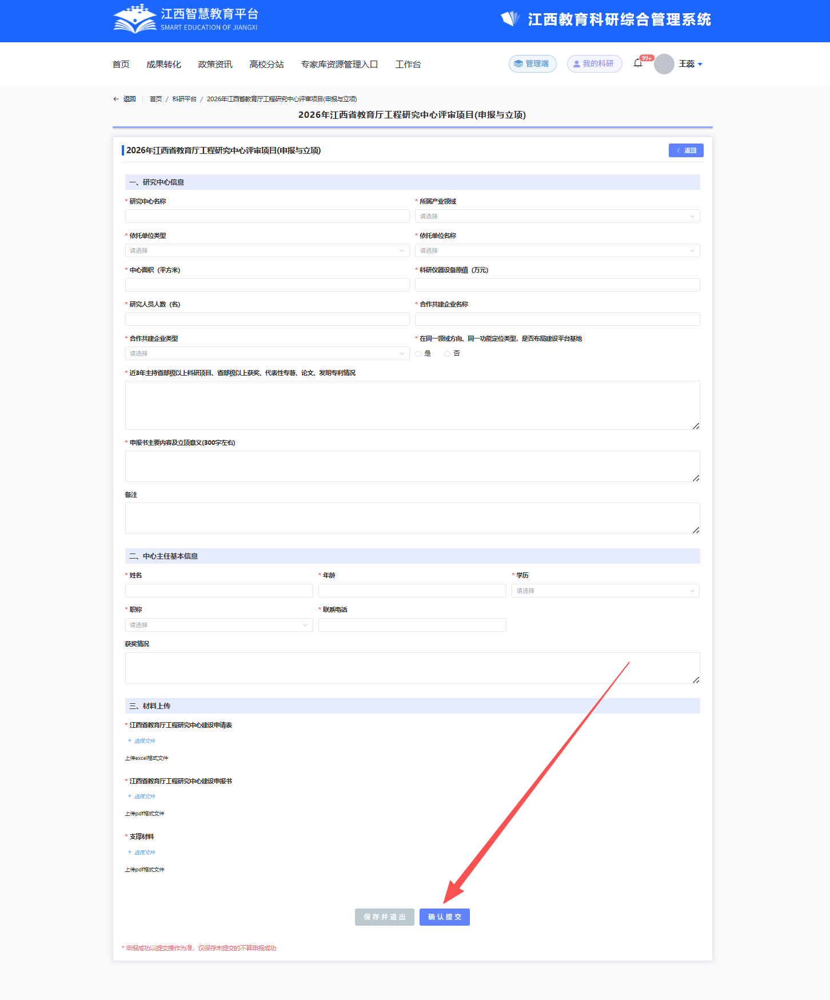 江西智慧教育平台
SMART EDUCATION OF JIANGXI
江西教育科研综合管理系统
首页 成果转化 政策资讯 高校分站 专家库资源管理入口 工作台 管理端 我的科研 99+ 王蕊
返回 首页 / 科研平台 / 2026年江西省教育厅工程研究中心评审项目(申报与立项)
2026年江西省教育厅工程研究中心评审项目(申报与立项)
2026年江西省教育厅工程研究中心评审项目(申报与立项) 返回
一、研究中心信息
* 研究中心名称 * 所属产业领域
请选择
* 依托单位类型 * 依托单位名称
请选择 请选择
* 中心面积（平方米） * 科研仪器设备原值（万元）
* 研究人员人数（名） * 合作共建企业名称
* 合作共建企业类型 * 在同一领域方向、同一功能定位类型，是否布局建设平台基地
请选择 是 否
* 近3年主持省部级以上科研项目、省部级以上获奖、代表性专著、论文、发明专利情况
* 申报书主要内容及立项意义(300字左右)
备注
二、中心主任基本信息
* 姓名 * 年龄 * 学历
请选择
* 职称 * 联系电话
请选择
获奖情况
三、材料上传
* 江西省教育厅工程研究中心建设申请表
+ 选择文件
上传excel格式文件
* 江西省教育厅工程研究中心建设申报书
+ 选择文件
上传pdf格式文件
* 支撑材料
+ 选择文件
上传pdf格式文件
保存并退出 确认提交
* 申报成功以提交操作为准，仅保存未提交的不算申报成功